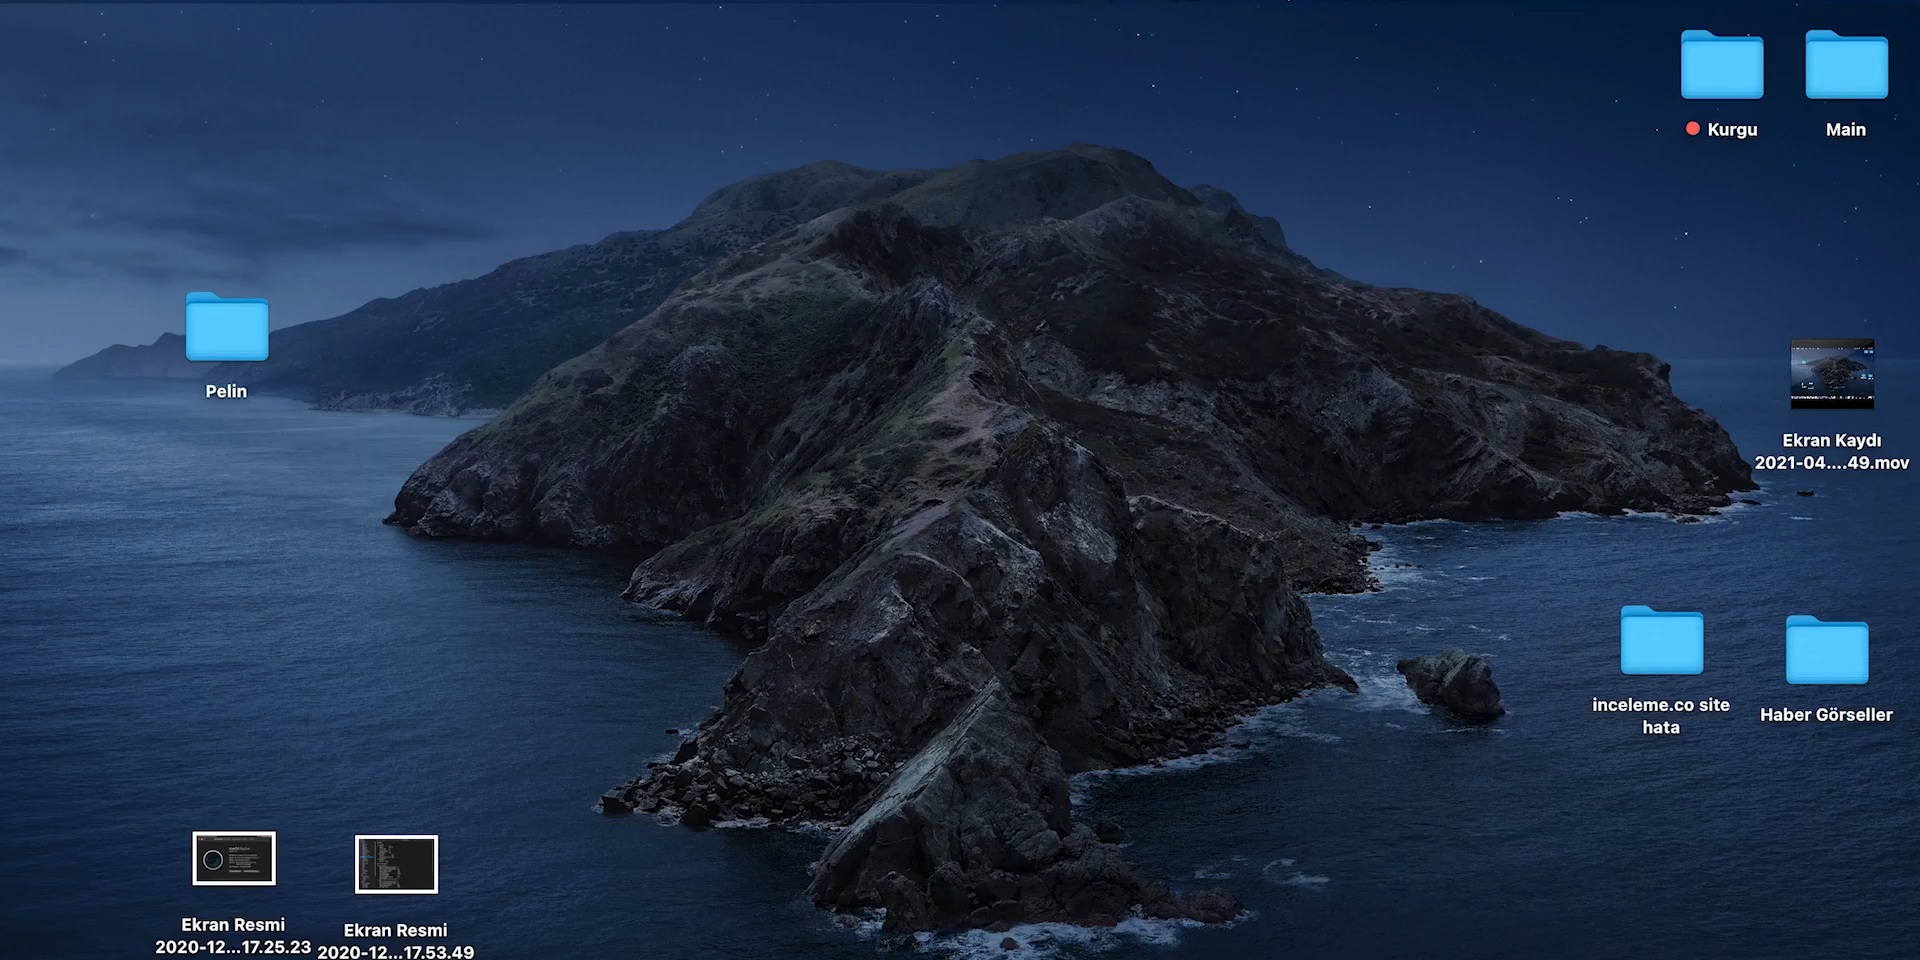 Kurgu
Main
Pelin
Ekran Kaydı
2021-04....49.mov
inceleme.co site
hata
Haber Görseller
Ekran Resmi
2020-12...17.25.23
Ekran Resmi
2020-12...17.53.49